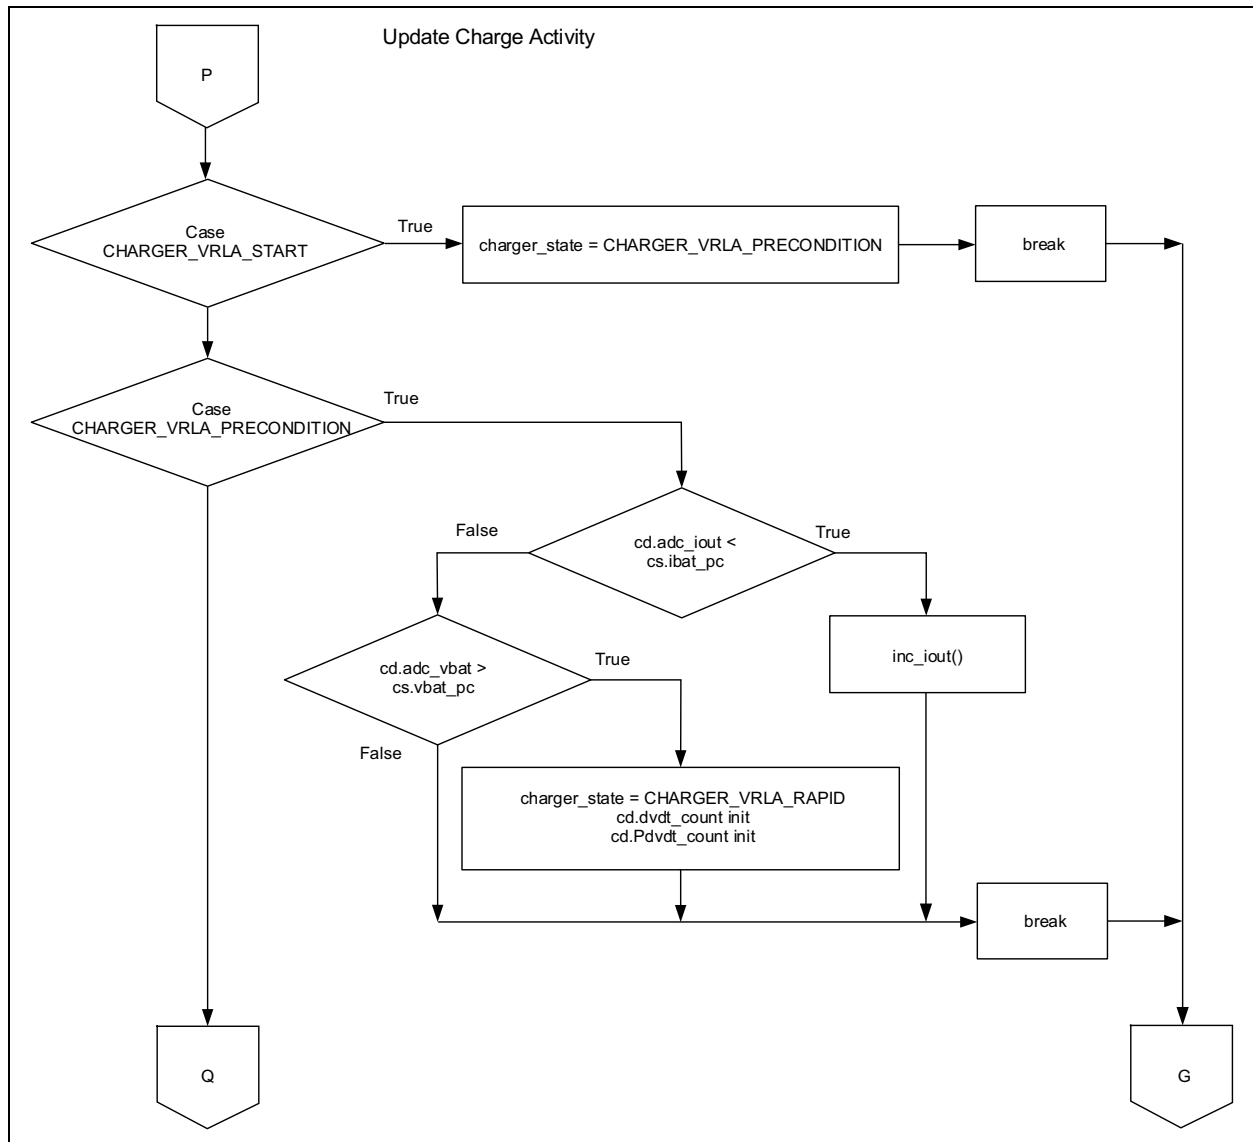 Update Charge Activity
P
Case
CHARGER_VRLA_START
True
charger_state = CHARGER_VRLA_PRECONDITION
break
Case
CHARGER_VRLA_PRECONDITION
True
cd.adc_iout <
cs.ibat_pc
False
True
inc_iout()
cd.adc_vbat >
cs.vbat_pc
True
False
charger_state = CHARGER_VRLA_RAPID
cd.dvdt_count init
cd.Pdvdt_count init
break
Q
G